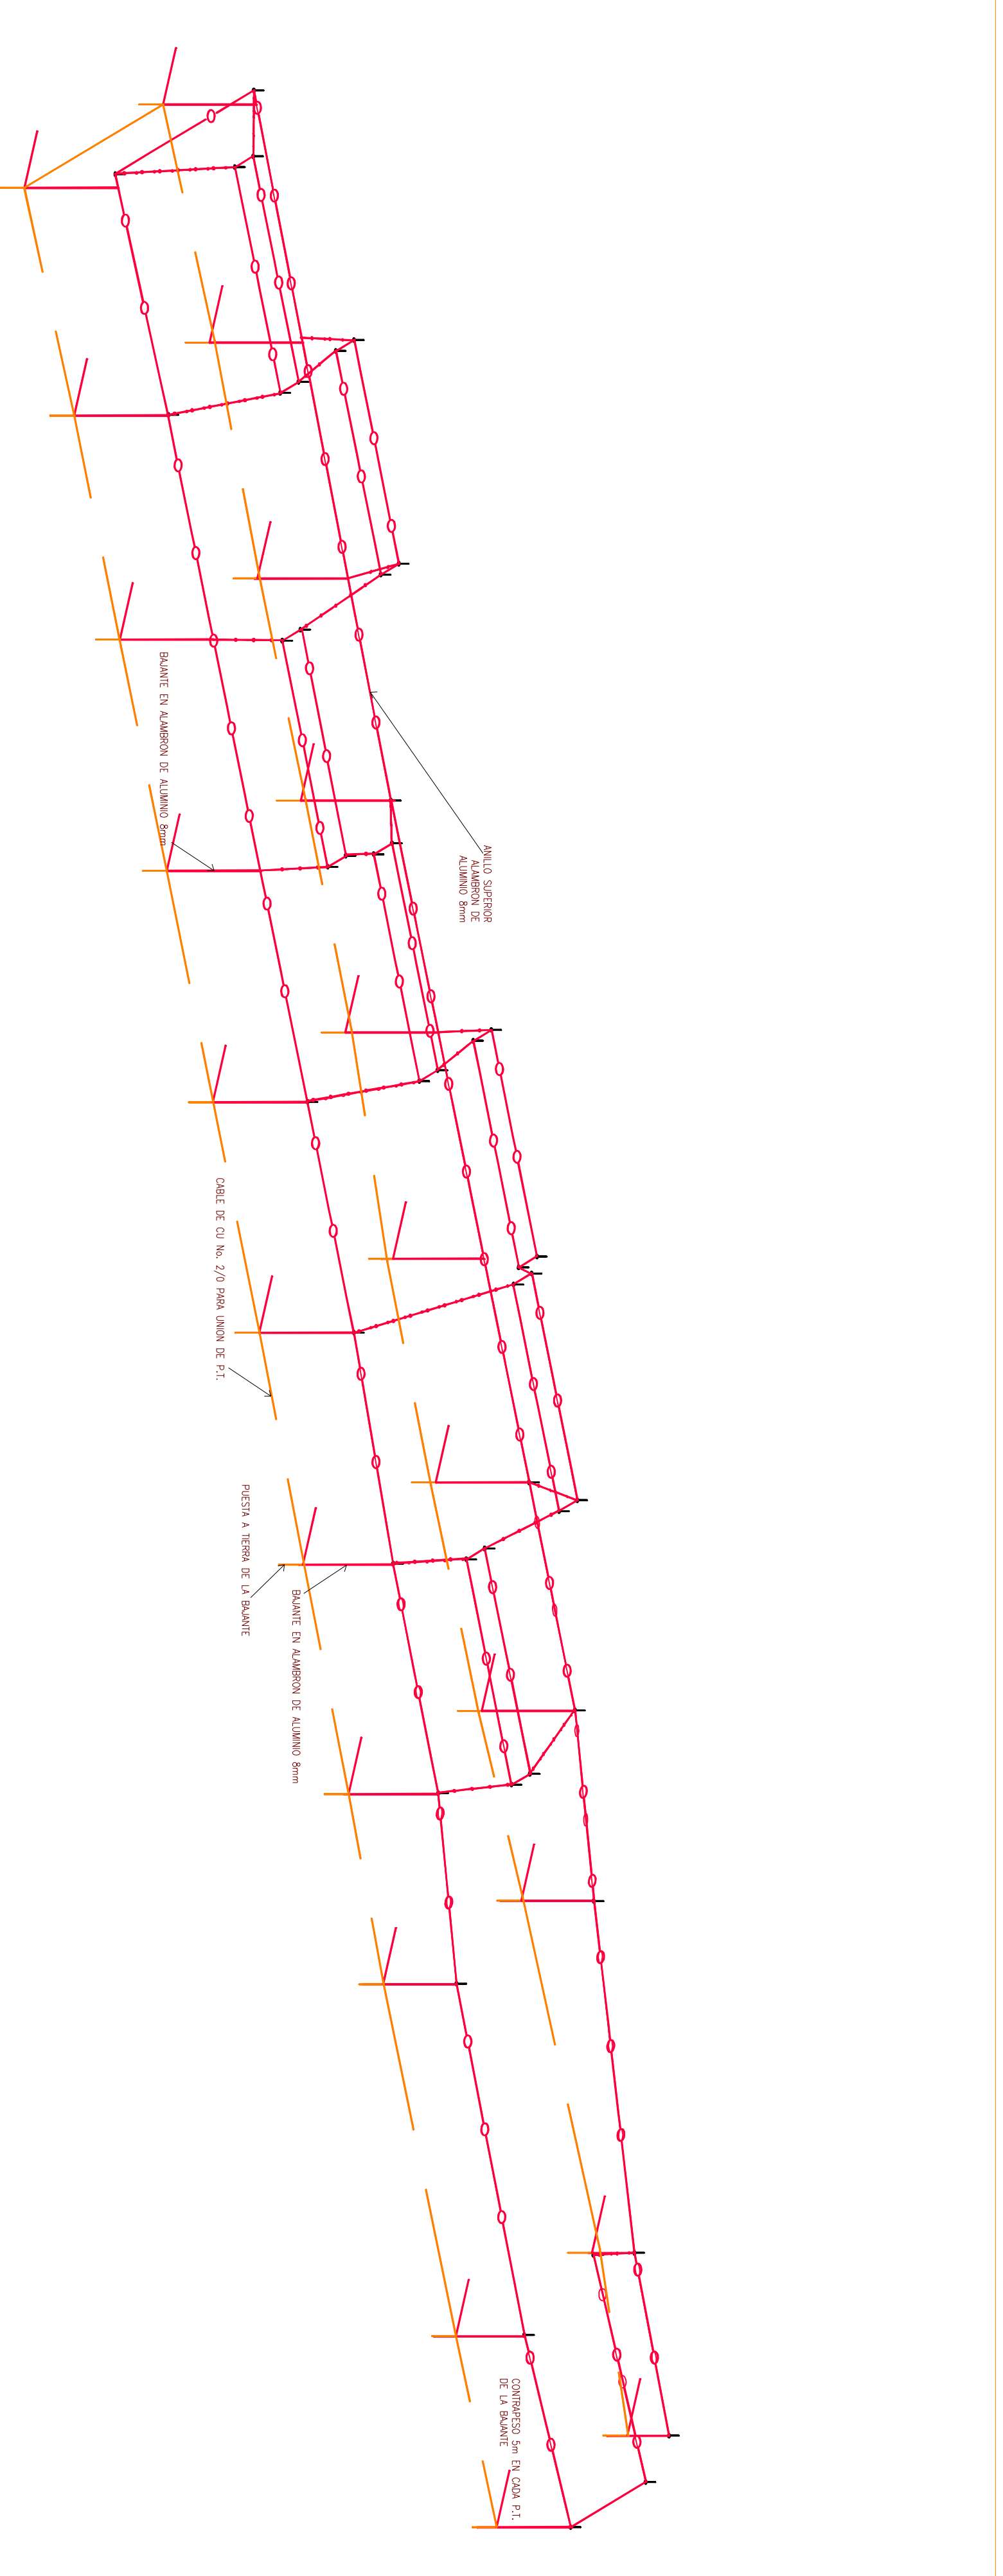 ANILLO SUPERIOR
ALAMBRON DE
ALUMINIO 8mm
BAJANTE EN ALAMBRON DE ALUMINIO 8mm
CABLE DE CU No. 2/0 PARA UNION DE P.T.
PUESTA A TIERRA DE LA BAJANTE
BAJANTE EN ALAMBRON DE ALUMINIO 8mm
CONTRAPESO 5m EN CADA P.T.
DE LA BAJANTE